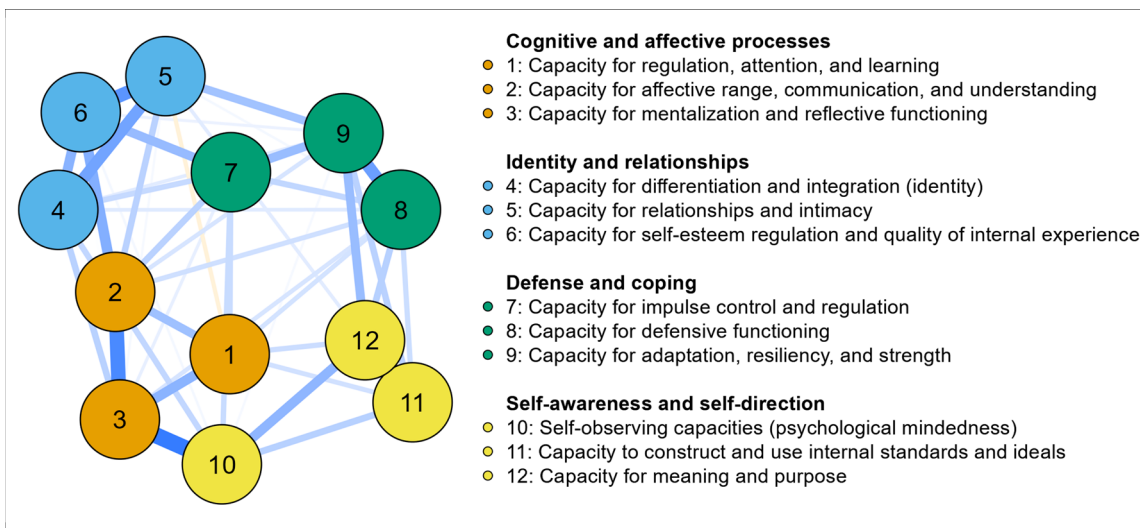 5
6
9
7
4
8
2
12
1
11
3
10
Cognitive and affective processes
1: Capacity for regulation, attention, and learning
2: Capacity for affective range, communication, and understanding
3: Capacity for mentalization and reflective functioning
Identity and relationships
4: Capacity for differentiation and integration (identity)
5: Capacity for relationships and intimacy
6: Capacity for self-esteem regulation and quality of internal experience
Defense and coping
7: Capacity for impulse control and regulation
8: Capacity for defensive functioning
9: Capacity for adaptation, resiliency, and strength
Self-awareness and self-direction
10: Self-observing capacities (psychological mindedness)
11: Capacity to construct and use internal standards and ideals
12: Capacity for meaning and purpose